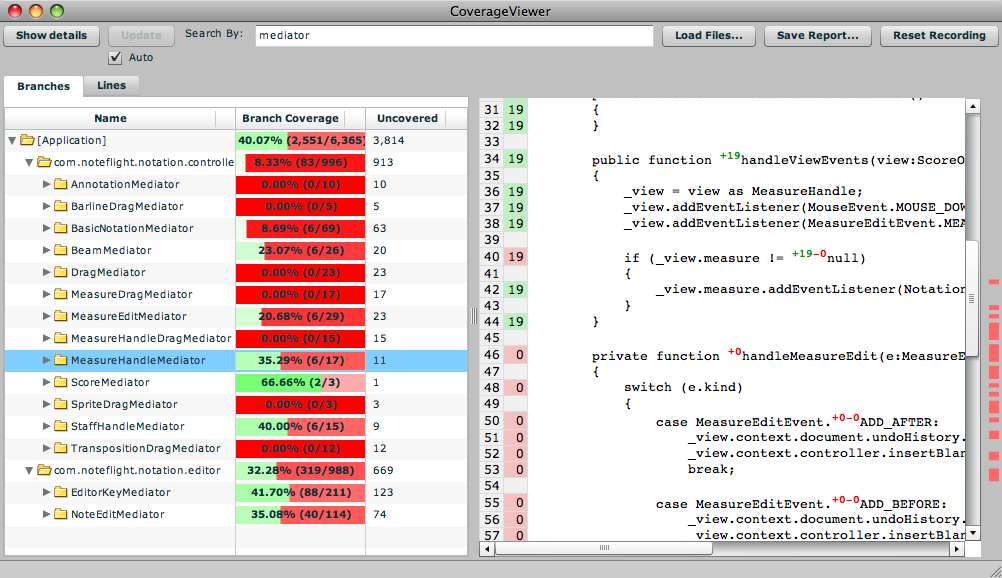 CoverageViewer
Show details Update Search By: mediator Load Files... Save Report... Reset Recording
Auto
Branches Lines
Name Branch Coverage Uncovered
[Application] 40.07% (2,551/6,365) 3,814
com.noteflight.notation.controlle 8.33% (83/996) 913
AnnotationMediator 0.00% (0/10) 10
BarlineDragMediator 0.00% (0/5) 5
BasicNotationMediator 8.69% (6/69) 63
BeamMediator 23.07% (6/26) 20
DragMediator 0.00% (0/23) 23
MeasureDragMediator 0.00% (0/17) 17
MeasureEditMediator 20.68% (6/29) 23
MeasureHandleDragMediator 0.00% (0/15) 15
MeasureHandleMediator 35.29% (6/17) 11
ScoreMediator 66.66% (2/3) 1
SpriteDragMediator 0.00% (0/3) 3
StaffHandleMediator 40.00% (6/15) 9
TranspositionDragMediator 0.00% (0/12) 12
com.noteflight.notation.editor 32.28% (319/988) 669
EditorKeyMediator 41.70% (88/211) 123
NoteEditMediator 35.08% (40/114) 74
31 19 {
32 19 }
33
34 19 public function +19handleViewEvents(view:ScoreO
35 {
36 19 _view = view as MeasureHandle;
37 19 _view.addEventListener(MouseEvent.MOUSE_DOW
38 19 _view.addEventListener(MeasureEditEvent.MEA
39
40 19 if (_view.measure != +19-0null)
41 {
42 19 _view.measure.addEventListener(Notation
43 }
44 19 }
45
46 0 private function +0handleMeasureEdit(e:MeasureE
47 {
48 0 switch (e.kind)
49 {
50 0 case MeasureEditEvent.+0-0ADD_AFTER:
51 0 _view.context.document.undoHistory.
52 0 _view.context.controller.insertBlan
53 0 break;
54
55 0 case MeasureEditEvent.+0-0ADD_BEFORE:
56 0 _view.context.document.undoHistory.
57 0 _view.context.controller.insertBlan